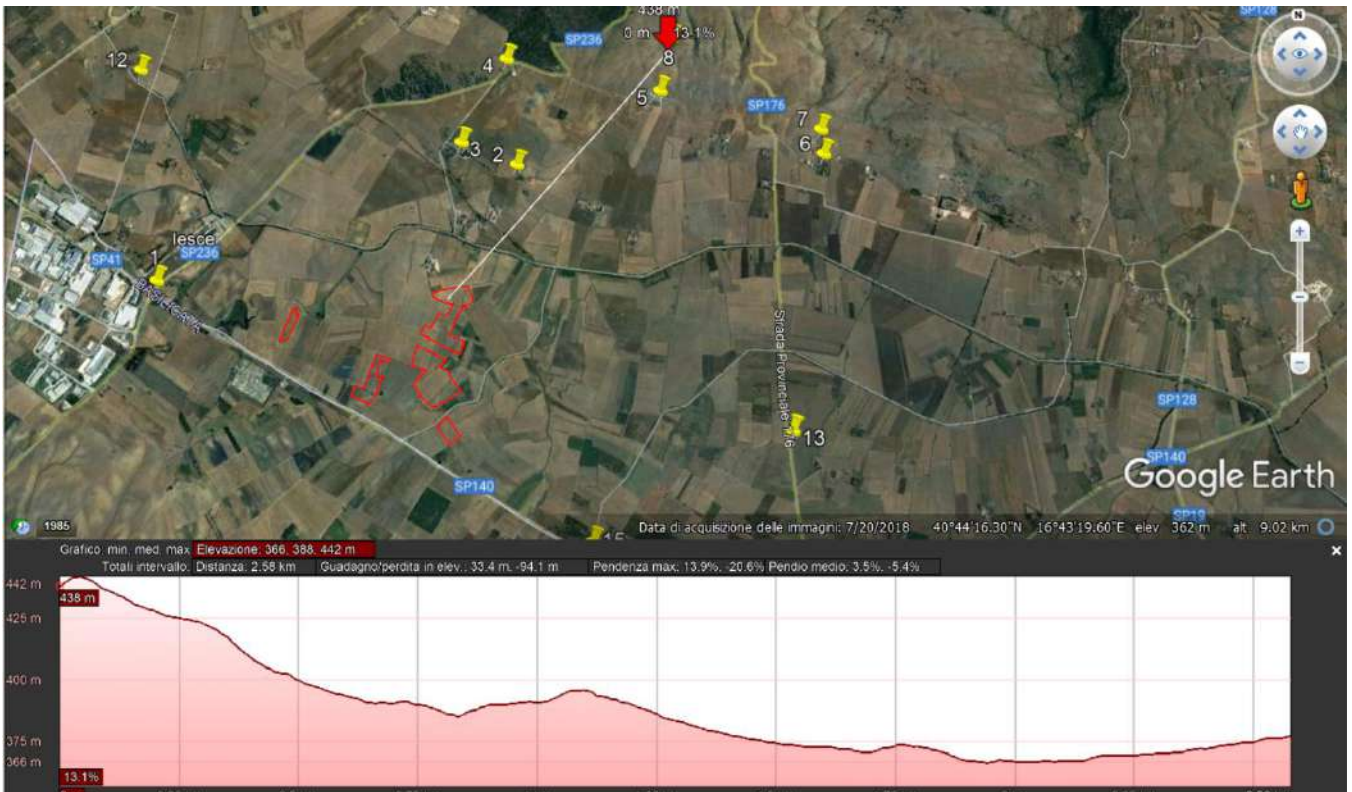 438 m
SP236
SP128
N
0 m 13.1%
12
4
8
5
SP176
7
3
2
6
Iesce
SP41
SP236
1
BASILICATA
Strada Provinciale 176
SP128
13
SP140
SP140
Google Earth
SP19
15
1985
Data di acquisizione delle immagini: 7/20/2018 40°44'16.30"N 16°43'19.60"E elev 362 m alt 9.02 km
Grafico: min, med, max Elevazione: 366, 388, 442 m
Totali intervallo: Distanza: 2.58 km Guadagno/perdita in elev.: 33.4 m, -94.1 m Pendenza max: 13.9%, -20.6% Pendio medio: 3.5%, -5.4%
442 m
438 m
425 m
400 m
375 m
366 m
13.1%